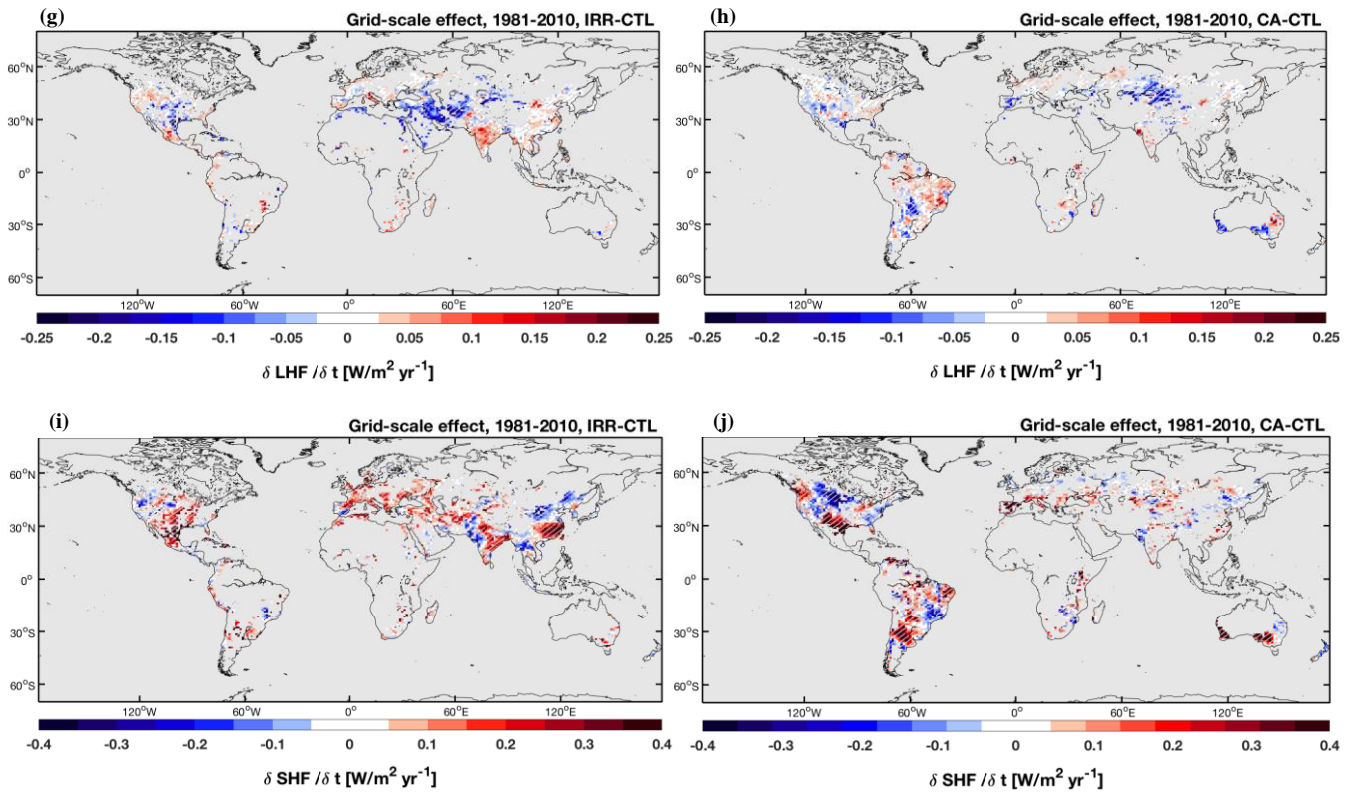 (g) Grid-scale effect, 1981-2010, IRR-CTL
60°N
30°N
0°
30°S
60°S
120°W 60°W 0° 60°E 120°E
-0.25 -0.2 -0.15 -0.1 -0.05 0 0.05 0.1 0.15 0.2 0.25
δ LHF /δ t [W/m² yr⁻¹]
(h) Grid-scale effect, 1981-2010, CA-CTL
60°N
30°N
0°
30°S
60°S
120°W 60°W 0° 60°E 120°E
-0.25 -0.2 -0.15 -0.1 -0.05 0 0.05 0.1 0.15 0.2 0.25
δ LHF /δ t [W/m² yr⁻¹]
(i) Grid-scale effect, 1981-2010, IRR-CTL
60°N
30°N
0°
30°S
60°S
120°W 60°W 0° 60°E 120°E
-0.4 -0.3 -0.2 -0.1 0 0.1 0.2 0.3 0.4
δ SHF /δ t [W/m² yr⁻¹]
(j) Grid-scale effect, 1981-2010, CA-CTL
60°N
30°N
0°
30°S
60°S
120°W 60°W 0° 60°E 120°E
-0.4 -0.3 -0.2 -0.1 0 0.1 0.2 0.3 0.4
δ SHF /δ t [W/m² yr⁻¹]